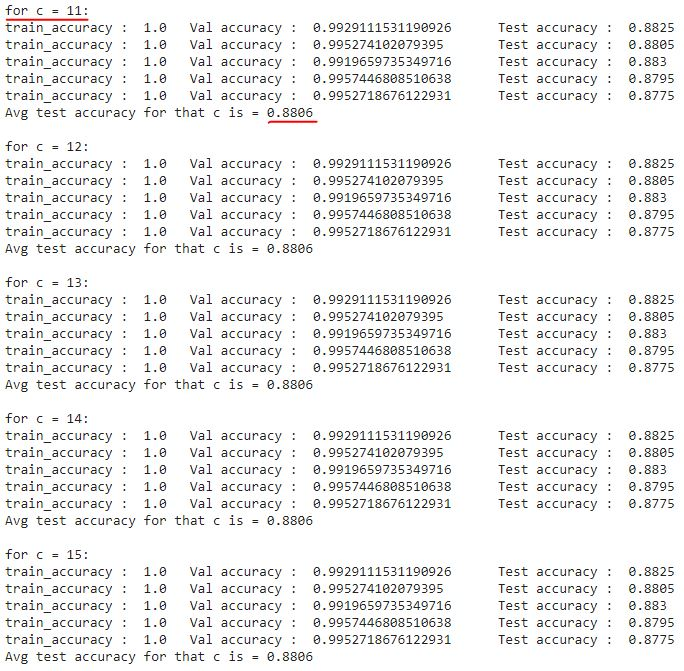 for c = 11:
train_accuracy :  1.0   Val accuracy :  0.9929111531190926      Test accuracy :  0.8825
train_accuracy :  1.0   Val accuracy :  0.995274102079395       Test accuracy :  0.8805
train_accuracy :  1.0   Val accuracy :  0.9919659735349716      Test accuracy :  0.883
train_accuracy :  1.0   Val accuracy :  0.9957446808510638      Test accuracy :  0.8795
train_accuracy :  1.0   Val accuracy :  0.9952718676122931      Test accuracy :  0.8775
Avg test accuracy for that c is = 0.8806
for c = 12:
train_accuracy :  1.0   Val accuracy :  0.9929111531190926      Test accuracy :  0.8825
train_accuracy :  1.0   Val accuracy :  0.995274102079395       Test accuracy :  0.8805
train_accuracy :  1.0   Val accuracy :  0.9919659735349716      Test accuracy :  0.883
train_accuracy :  1.0   Val accuracy :  0.9957446808510638      Test accuracy :  0.8795
train_accuracy :  1.0   Val accuracy :  0.9952718676122931      Test accuracy :  0.8775
Avg test accuracy for that c is = 0.8806
for c = 13:
train_accuracy :  1.0   Val accuracy :  0.9929111531190926      Test accuracy :  0.8825
train_accuracy :  1.0   Val accuracy :  0.995274102079395       Test accuracy :  0.8805
train_accuracy :  1.0   Val accuracy :  0.9919659735349716      Test accuracy :  0.883
train_accuracy :  1.0   Val accuracy :  0.9957446808510638      Test accuracy :  0.8795
train_accuracy :  1.0   Val accuracy :  0.9952718676122931      Test accuracy :  0.8775
Avg test accuracy for that c is = 0.8806
for c = 14:
train_accuracy :  1.0   Val accuracy :  0.9929111531190926      Test accuracy :  0.8825
train_accuracy :  1.0   Val accuracy :  0.995274102079395       Test accuracy :  0.8805
train_accuracy :  1.0   Val accuracy :  0.9919659735349716      Test accuracy :  0.883
train_accuracy :  1.0   Val accuracy :  0.9957446808510638      Test accuracy :  0.8795
train_accuracy :  1.0   Val accuracy :  0.9952718676122931      Test accuracy :  0.8775
Avg test accuracy for that c is = 0.8806
for c = 15:
train_accuracy :  1.0   Val accuracy :  0.9929111531190926      Test accuracy :  0.8825
train_accuracy :  1.0   Val accuracy :  0.995274102079395       Test accuracy :  0.8805
train_accuracy :  1.0   Val accuracy :  0.9919659735349716      Test accuracy :  0.883
train_accuracy :  1.0   Val accuracy :  0.9957446808510638      Test accuracy :  0.8795
train_accuracy :  1.0   Val accuracy :  0.9952718676122931      Test accuracy :  0.8775
Avg test accuracy for that c is = 0.8806